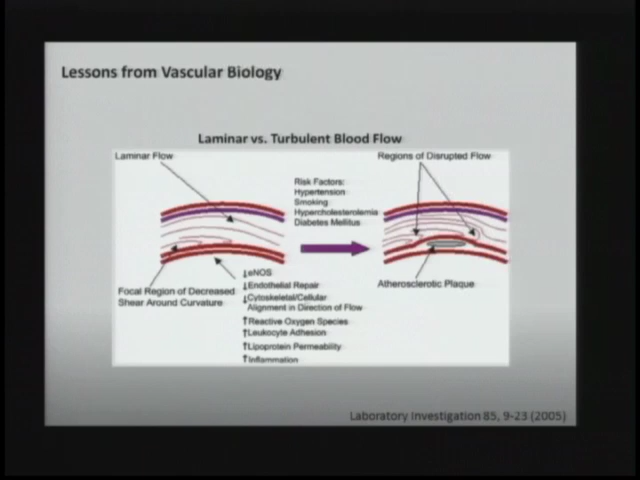 Lessons from Vascular Biology
Laminar vs. Turbulent Blood Flow
Laminar Flow
Regions of Disrupted Flow
Risk Factors:
Hypertension
Smoking
Hypercholesterolemia
Diabetes Mellitus
Focal Region of Decreased
Shear Around Curvature
↓eNOS
↓Endothelial Repair
↓Cytoskeletal/Cellular
Alignment in Direction of Flow
↑Reactive Oxygen Species
↑Leukocyte Adhesion
↑Lipoprotein Permeability
↑Inflammation
Atherosclerotic Plaque
Laboratory Investigation 85, 9-23 (2005)